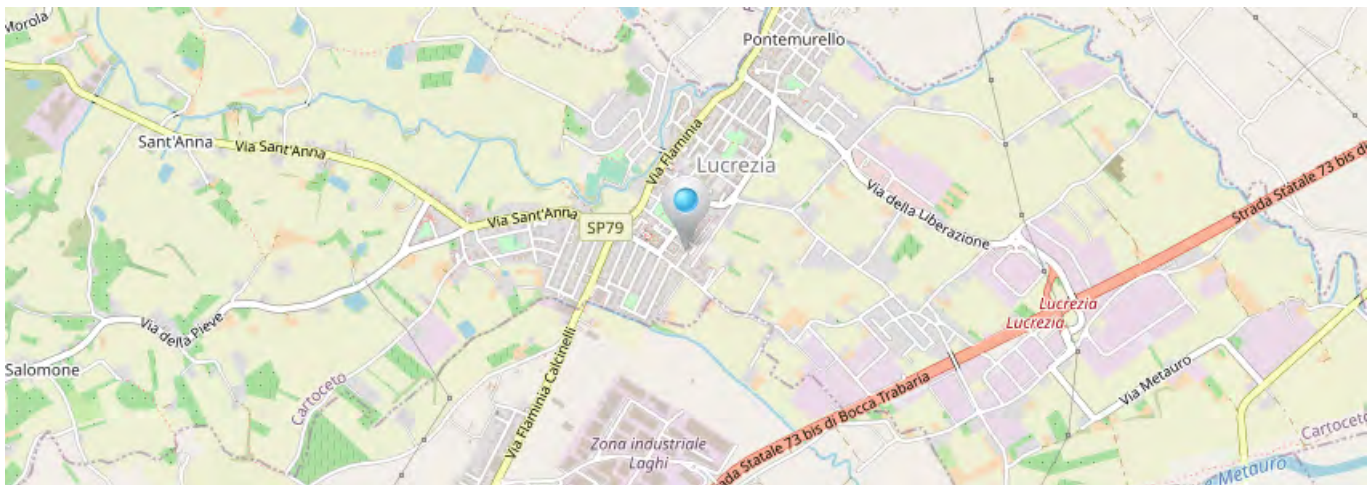 Morola
Pontemurello
Sant'Anna
Via Sant'Anna
Via Flaminia
Lucrezia
Via Sant'Anna
SP79
Via della Liberazione
Strada Statale 73 bis di
Lucrezia
Lucrezia
Via della Pieve
Salomone
Cartoceto
Via Flaminia Calcinelli
Via Metauro
Zona industriale
Laghi
rada Statale 73 bis di Bocca Trabaria
Cartoceto
Metauro